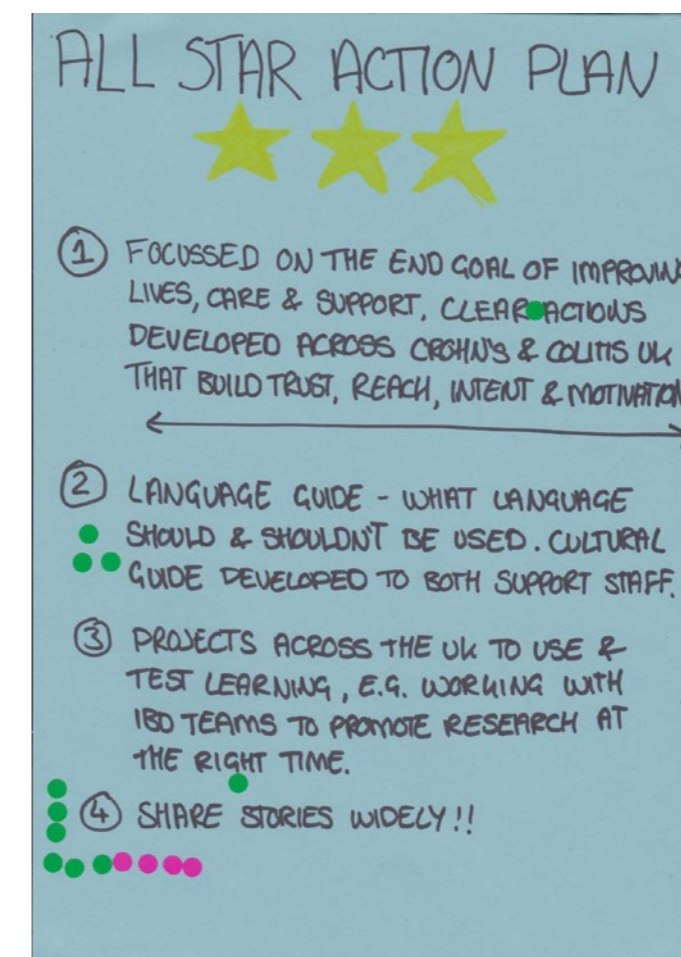 ALL STAR ACTION PLAN
① FOCUSSED ON THE END GOAL OF IMPROVING
LIVES, CARE & SUPPORT. CLEAR ACTIONS
DEVELOPED ACROSS CROHN'S & COLITIS UK
THAT BUILD TRUST, REACH, INTENT & MOTIVATION
② LANGUAGE GUIDE - WHAT LANGUAGE
SHOULD & SHOULDN'T BE USED. CULTURAL
GUIDE DEVELOPED TO BOTH SUPPORT STAFF.
③ PROJECTS ACROSS THE UK TO USE &
TEST LEARNING, E.G. WORKING WITH
IBD TEAMS TO PROMOTE RESEARCH AT
THE RIGHT TIME.
④ SHARE STORIES WIDELY!!